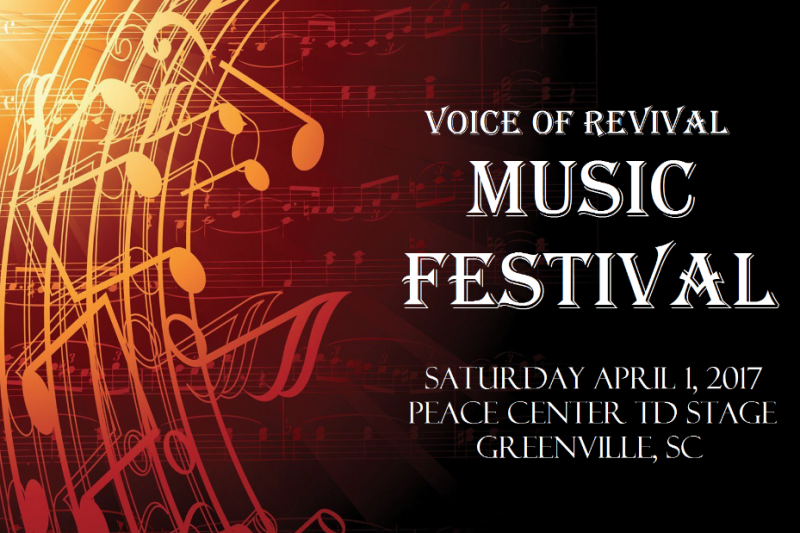 VOICE OF REVIVAL
MUSIC
FESTIVAL
SATURDAY APRIL 1, 2017
PEACE CENTER TD STAGE
GREENVILLE, SC